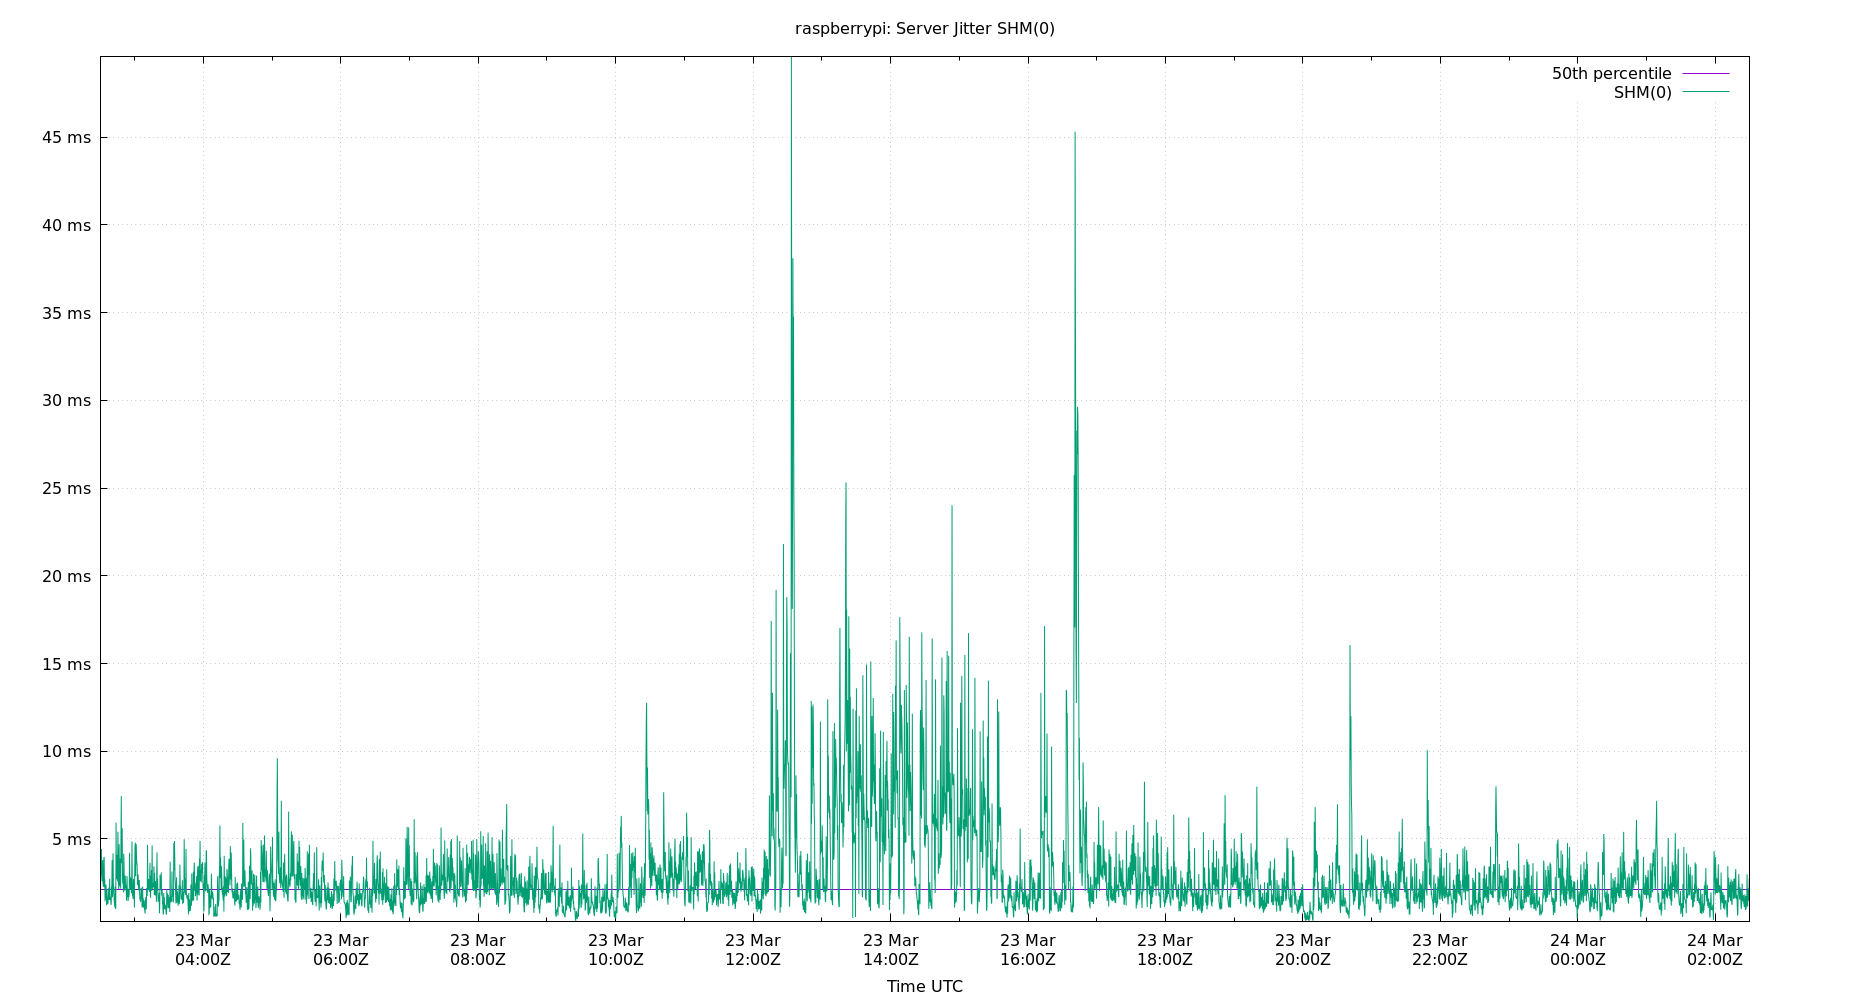 raspberrypi: Server Jitter SHM(0)
50th percentile
SHM(0)
45 ms
40 ms
35 ms
30 ms
25 ms
20 ms
15 ms
10 ms
5 ms
23 Mar 23 Mar 23 Mar 23 Mar 23 Mar 23 Mar 23 Mar 23 Mar 23 Mar 23 Mar 24 Mar 24 Mar
04:00Z 06:00Z 08:00Z 10:00Z 12:00Z 14:00Z 16:00Z 18:00Z 20:00Z 22:00Z 00:00Z 02:00Z
Time UTC